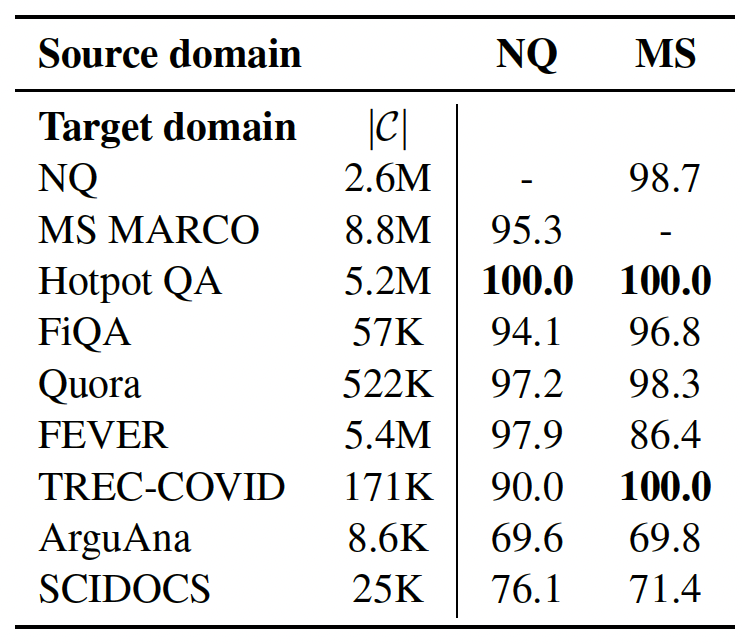 Source domain NQ MS
Target domain |C|
NQ 2.6M - 98.7
MS MARCO 8.8M 95.3 -
Hotpot QA 5.2M 100.0 100.0
FiQA 57K 94.1 96.8
Quora 522K 97.2 98.3
FEVER 5.4M 97.9 86.4
TREC-COVID 171K 90.0 100.0
ArguAna 8.6K 69.6 69.8
SCIDOCS 25K 76.1 71.4